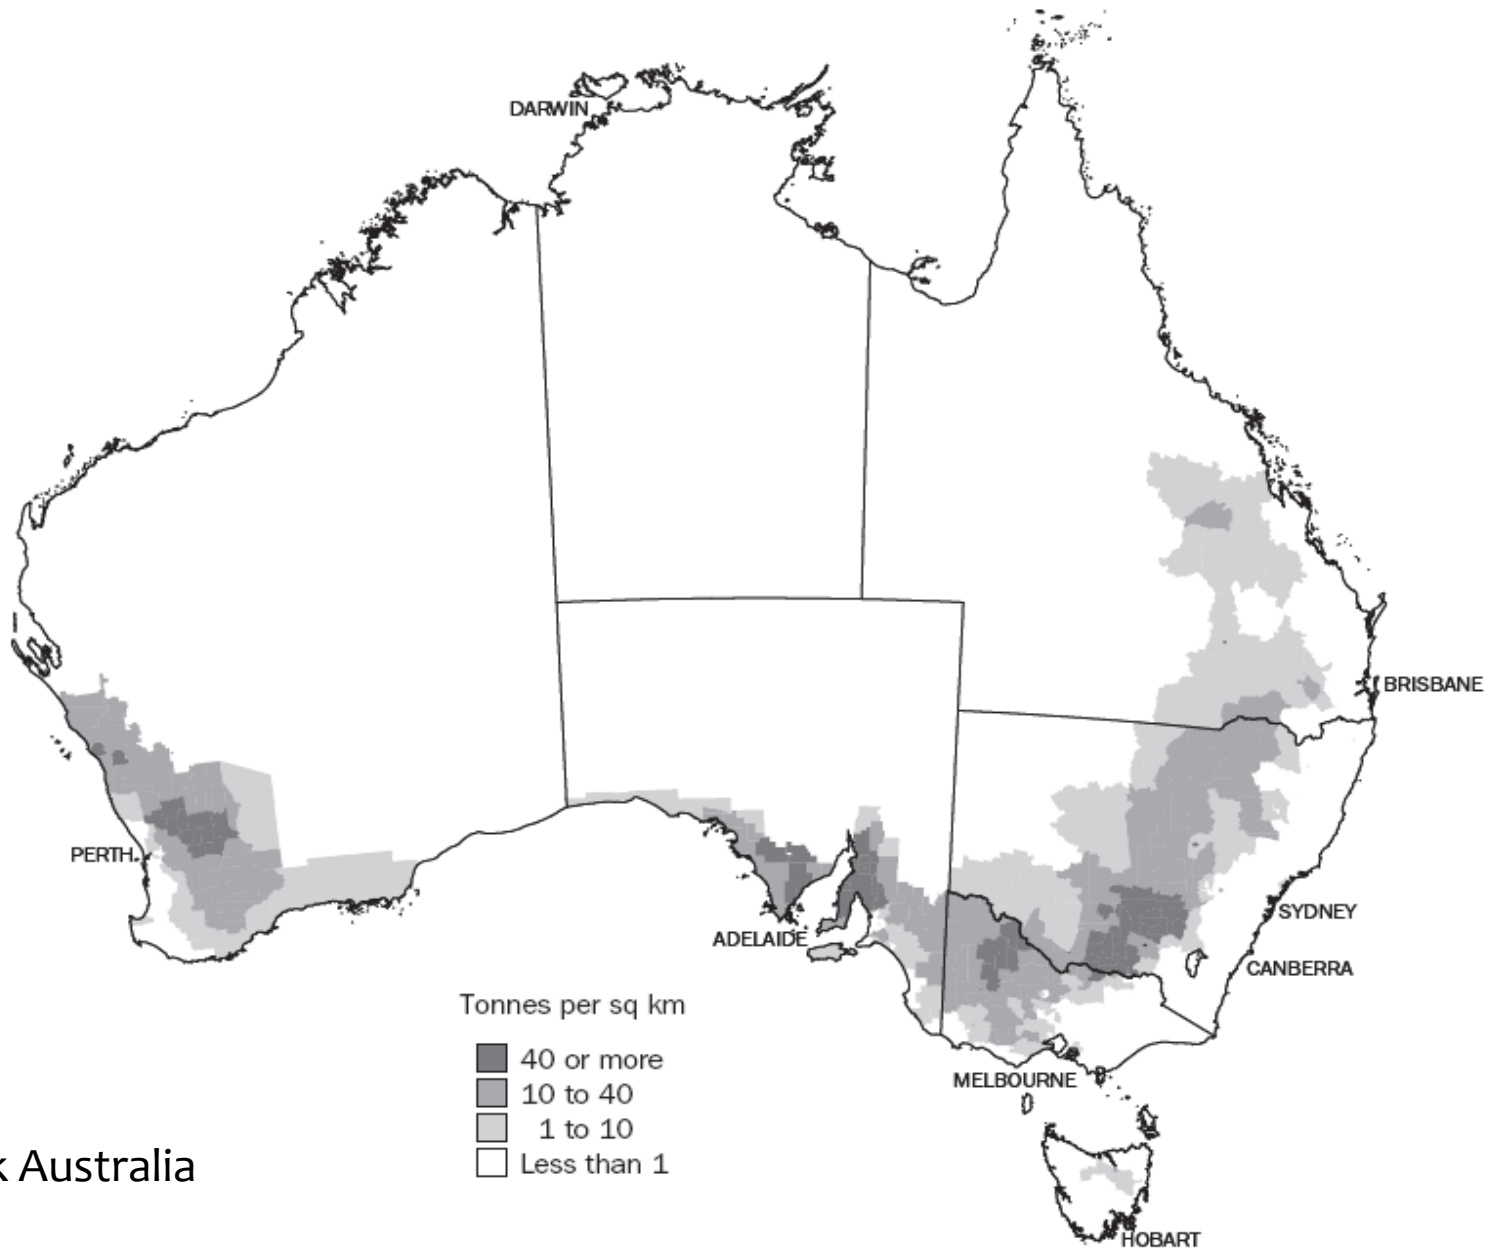 DARWIN
BRISBANE
PERTH
SYDNEY
ADELAIDE
CANBERRA
Tonnes per sq km
40 or more
10 to 40
1 to 10
Less than 1
MELBOURNE
Australia
HOBART